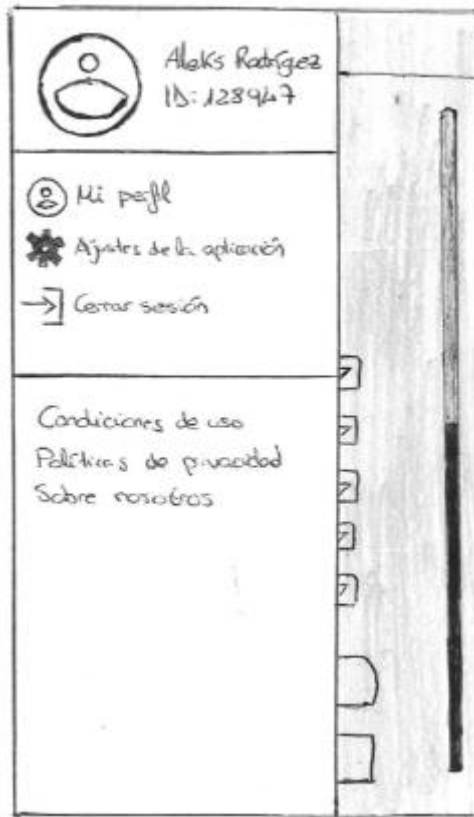 Aleks Rodrígez
ID: 128947
Mi perfil
Ajustes de la aplicación
Cerrar sesión
Condiciones de uso
Políticas de privacidad
Sobre nosotros